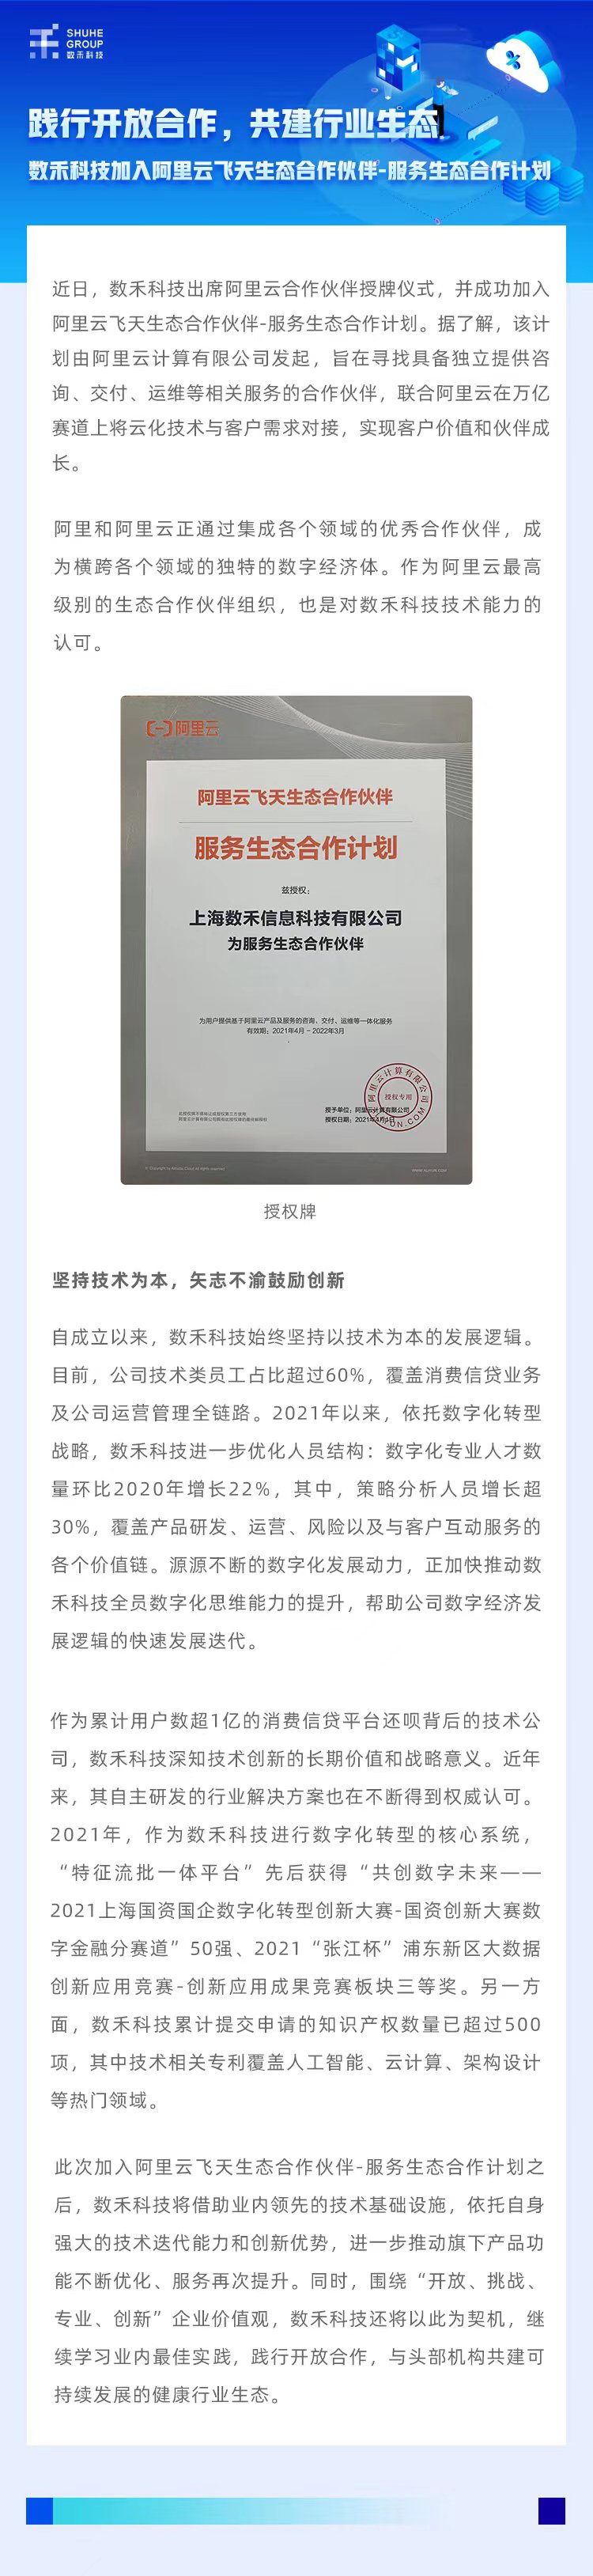 SHUHE
GROUP
数禾科技
践行开放合作，共建行业生态
数禾科技加入阿里云飞天生态合作伙伴-服务生态合作计划
近日，数禾科技出席阿里云合作伙伴授牌仪式，并成功加入
阿里云飞天生态合作伙伴-服务生态合作计划。据了解，该计
划由阿里云计算有限公司发起，旨在寻找具备独立提供咨
询、交付、运维等相关服务的合作伙伴，联合阿里云在万亿
赛道上将云化技术与客户需求对接，实现客户价值和伙伴成
长。
阿里和阿里云正通过集成各个领域的优秀合作伙伴，成
为横跨各个领域的独特的数字经济体。作为阿里云最高
级别的生态合作伙伴组织，也是对数禾科技技术能力的
认可。
阿里云
阿里云飞天生态合作伙伴
服务生态合作计划
兹授权：
上海数禾信息科技有限公司
为服务生态合作伙伴
为用户提供基于阿里云产品及服务的咨询、交付、运维等一体化服务
有效期：2021年4月 - 2022年3月
授予单位：阿里云计算有限公司
授权日期：2021年4月1日
阿里云计算有限公司
授权专用
授权牌
坚持技术为本，矢志不渝鼓励创新
自成立以来，数禾科技始终坚持以技术为本的发展逻辑。
目前，公司技术类员工占比超过60%，覆盖消费信贷业务
及公司运营管理全链路。2021年以来，依托数字化转型
战略，数禾科技进一步优化人员结构：数字化专业人才数
量环比2020年增长22%，其中，策略分析人员增长超
30%，覆盖产品研发、运营、风险以及与客户互动服务的
各个价值链。源源不断的数字化发展动力，正加快推动数
禾科技全员数字化思维能力的提升，帮助公司数字经济发
展逻辑的快速发展迭代。
作为累计用户数超1亿的消费信贷平台还呗背后的技术公
司，数禾科技深知技术创新的长期价值和战略意义。近年
来，其自主研发的行业解决方案也在不断得到权威认可。
2021年，作为数禾科技进行数字化转型的核心系统，
“特征流批一体平台”先后获得“共创数字未来——
2021上海国资国企数字化转型创新大赛-国资创新大赛数
字金融分赛道”50强、2021“张江杯”浦东新区大数据
创新应用竞赛-创新应用成果竞赛板块三等奖。另一方
面，数禾科技累计提交申请的知识产权数量已超过500
项，其中技术相关专利覆盖人工智能、云计算、架构设计
等热门领域。
此次加入阿里云飞天生态合作伙伴-服务生态合作计划之
后，数禾科技将借助业内领先的技术基础设施，依托自身
强大的技术迭代能力和创新优势，进一步推动旗下产品功
能不断优化、服务再次提升。同时，围绕“开放、挑战、
专业、创新”企业价值观，数禾科技还将以此为契机，继
续学习业内最佳实践，践行开放合作，与头部机构共建可
持续发展的健康行业生态。